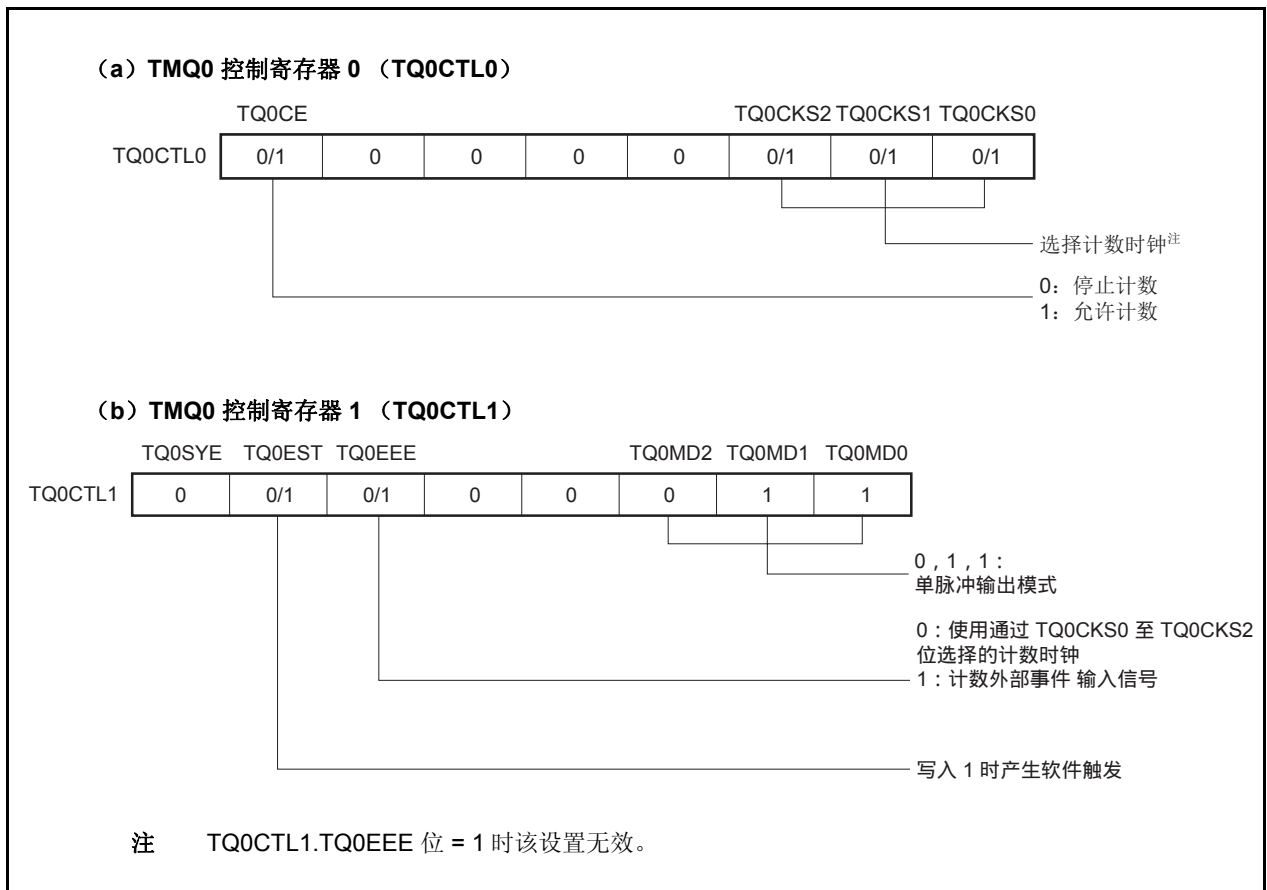 （a）TMQ0 控制寄存器 0 （TQ0CTL0）
TQ0CE TQ0CKS2 TQ0CKS1 TQ0CKS0
TQ0CTL0 0/1 0 0 0 0 0/1 0/1 0/1
选择计数时钟注
0：停止计数
1：允许计数
（b）TMQ0 控制寄存器 1 （TQ0CTL1）
TQ0SYE TQ0EST TQ0EEE TQ0MD2 TQ0MD1 TQ0MD0
TQ0CTL1 0 0/1 0/1 0 0 0 1 1
0 , 1 , 1 :
单脉冲输出模式
0 : 使用通过 TQ0CKS0 至 TQ0CKS2
位选择的计数时钟
1 : 计数外部事件 输入信号
写入 1 时产生软件触发
注 TQ0CTL1.TQ0EEE 位 = 1 时该设置无效。